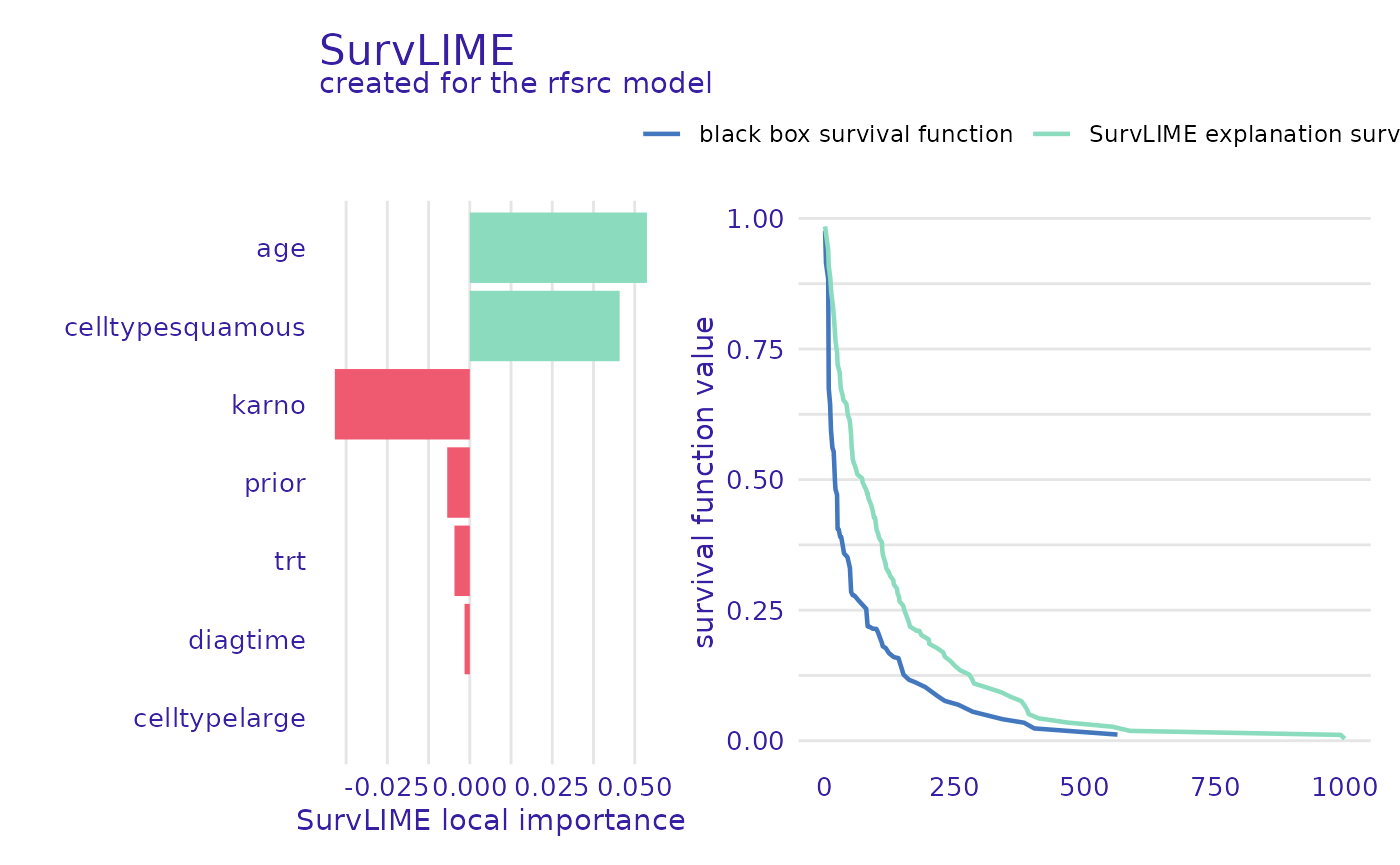 SurvLIME
created for the rfsrc model
black box survival function
SurvLIME explanation surv
age
celltypesquamous
karno
prior
trt
diagtime
celltypelarge
-0.025 0.000 0.025 0.050
SurvLIME local importance
survival function value
1.00
0.75
0.50
0.25
0.00
0 250 500 750 1000